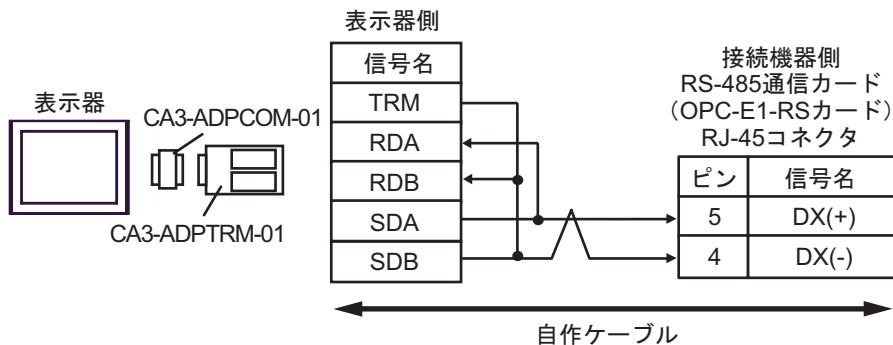 表示器
CA3-ADPCOM-01
CA3-ADPTRM-01
表示器側
信号名
TRM
RDA
RDB
SDA
SDB
接続機器側
RS-485通信カード
（OPC-E1-RSカード）
RJ-45コネクタ
ピン 信号名
5 DX(+)
4 DX(-)
自作ケーブル